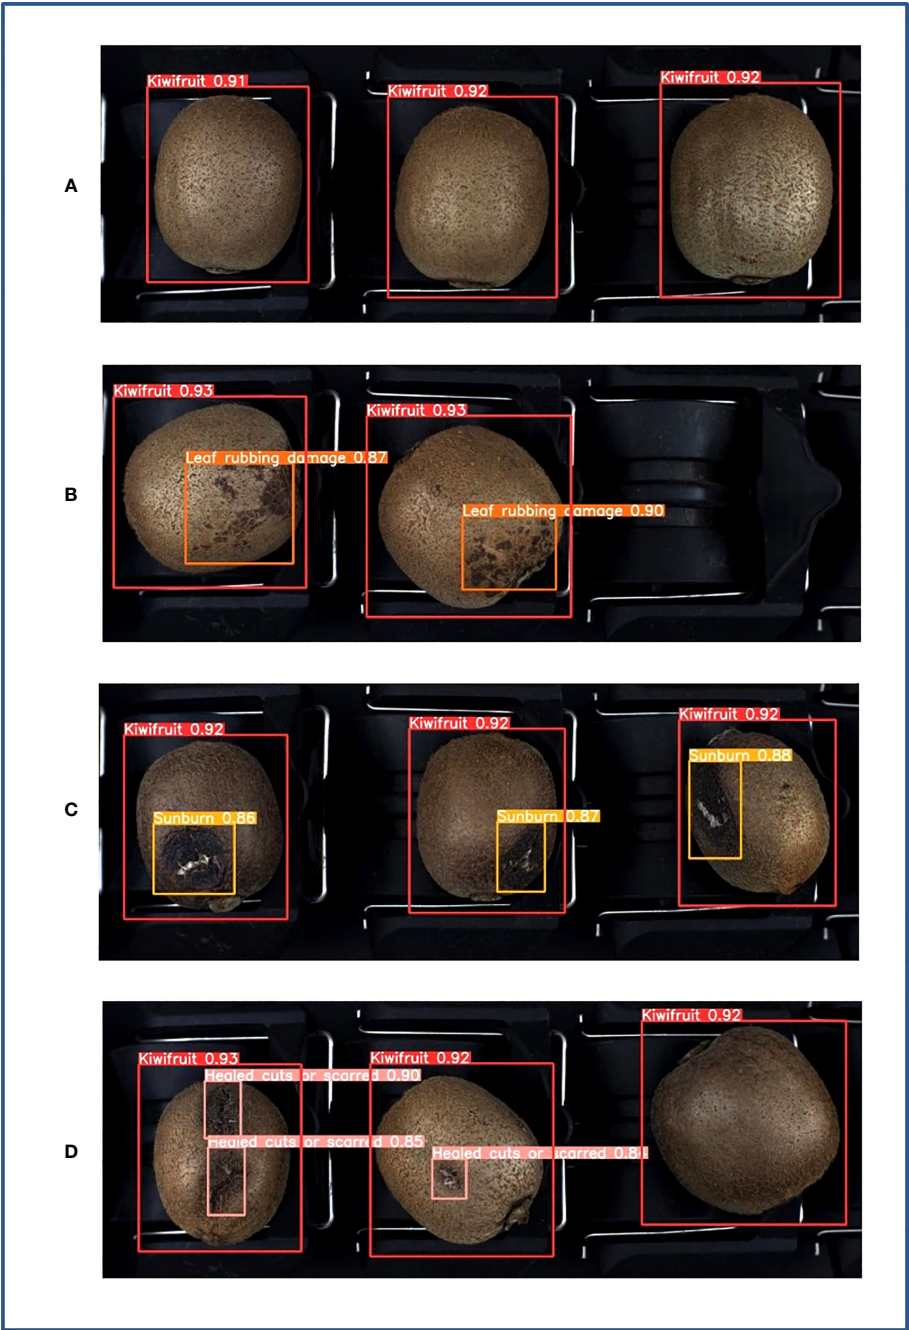 A
Kiwifruit 0.91
Kiwifruit 0.92
Kiwifruit 0.92
B
Kiwifruit 0.93
Leaf rubbing damage 0.87
Kiwifruit 0.93
Leaf rubbing damage 0.90
C
Kiwifruit 0.92
Sunburn 0.86
Kiwifruit 0.92
Sunburn 0.87
Kiwifruit 0.92
Sunburn 0.88
D
Kiwifruit 0.93
Healed cuts or scarred 0.90
Healed cuts or scarred 0.85
Kiwifruit 0.92
Healed cuts or scarred 0.84
Kiwifruit 0.92